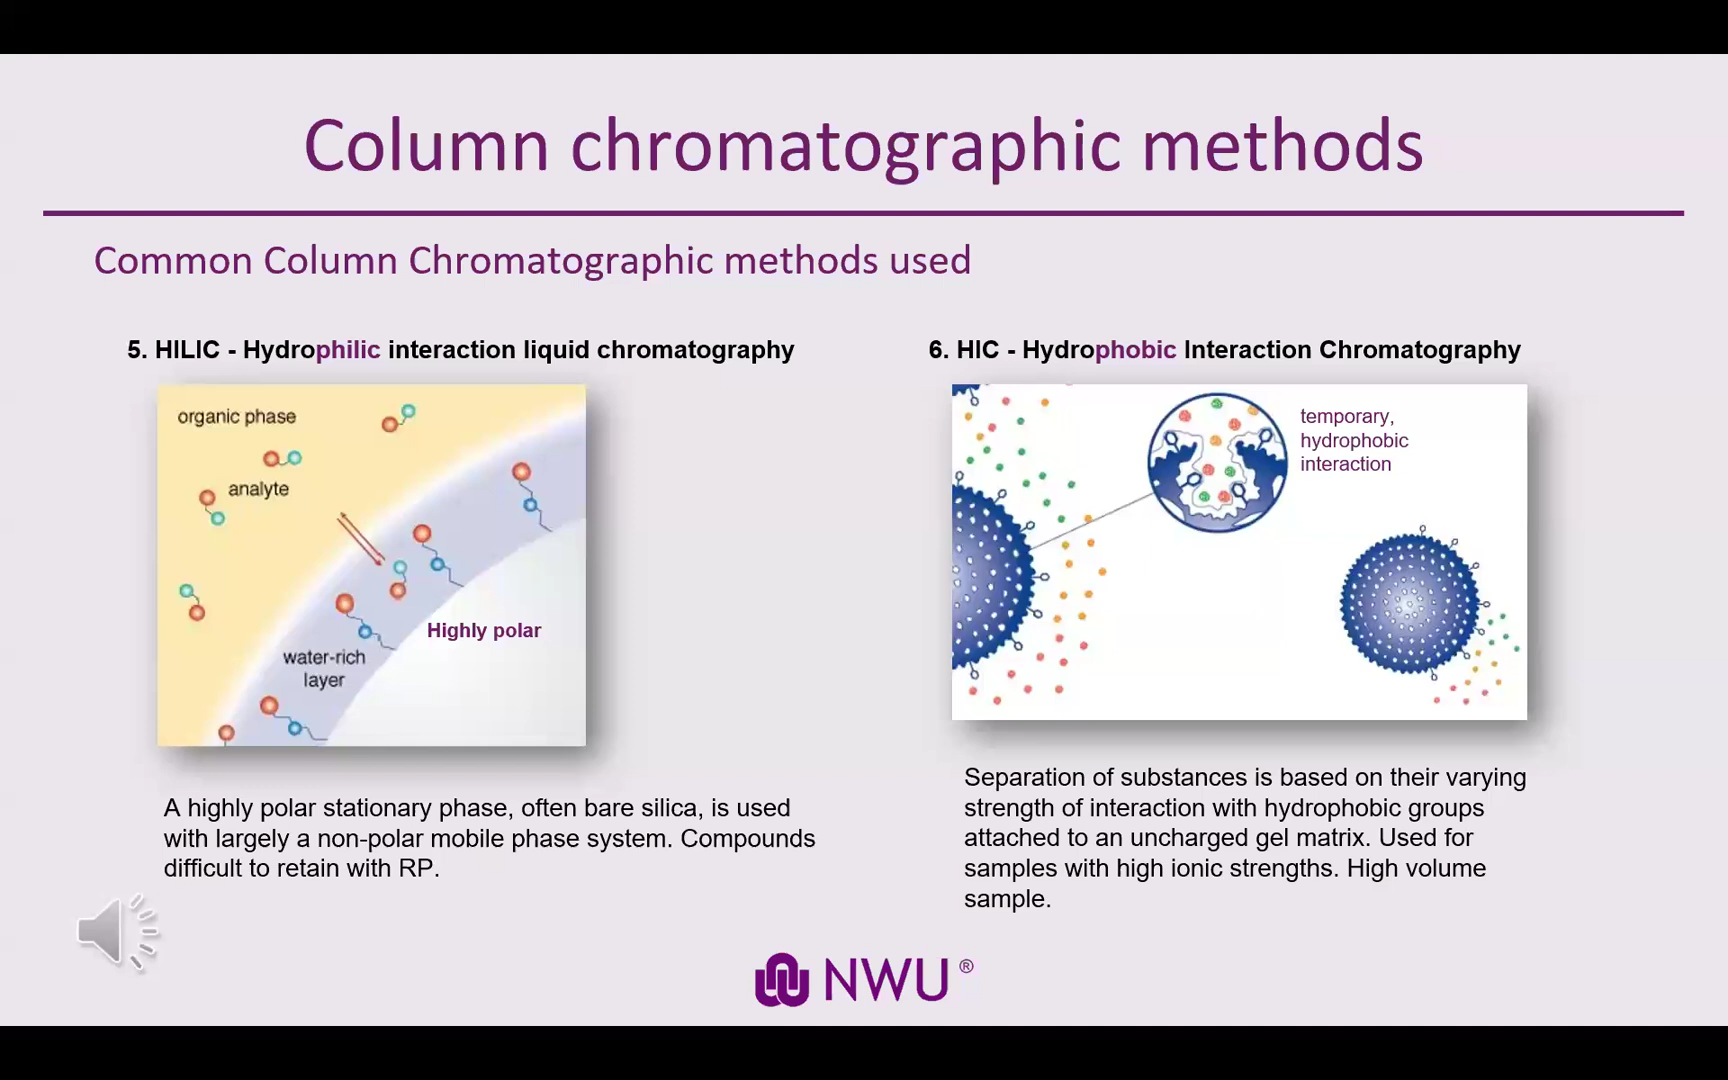 Column chromatographic methods
Common Column Chromatographic methods used
5. HILIC - Hydrophilic interaction liquid chromatography
organic phase
analyte
Highly polar
water-rich
layer
A highly polar stationary phase, often bare silica, is used
with largely a non-polar mobile phase system. Compounds
difficult to retain with RP.
6. HIC - Hydrophobic Interaction Chromatography
temporary,
hydrophobic
interaction
Separation of substances is based on their varying
strength of interaction with hydrophobic groups
attached to an uncharged gel matrix. Used for
samples with high ionic strengths. High volume
sample.
NWU®